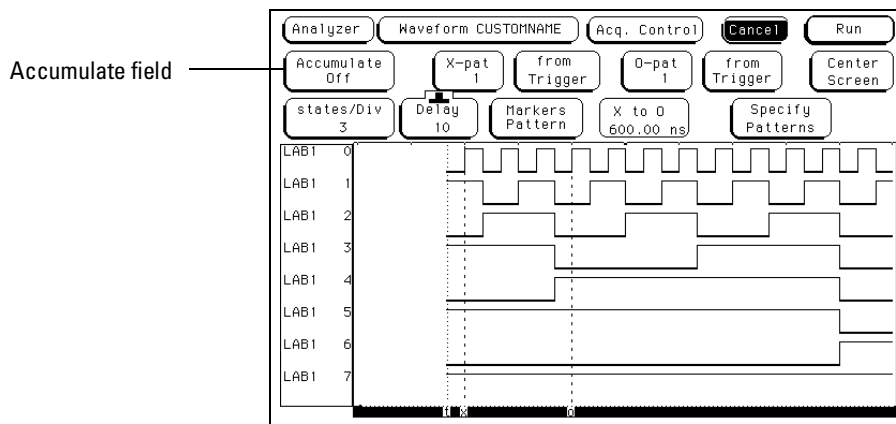 Analyzer Waveform CUSTOMNAME Acq. Control Cancel Run
Accumulate field
Accumulate Off X-pat 1 from Trigger O-pat 1 from Trigger Center Screen
states/Div 3 Delay 10 Markers Pattern X to O 600.00 ns Specify Patterns
LAB1 0
LAB1 1
LAB1 2
LAB1 3
LAB1 4
LAB1 5
LAB1 6
LAB1 7
t x o